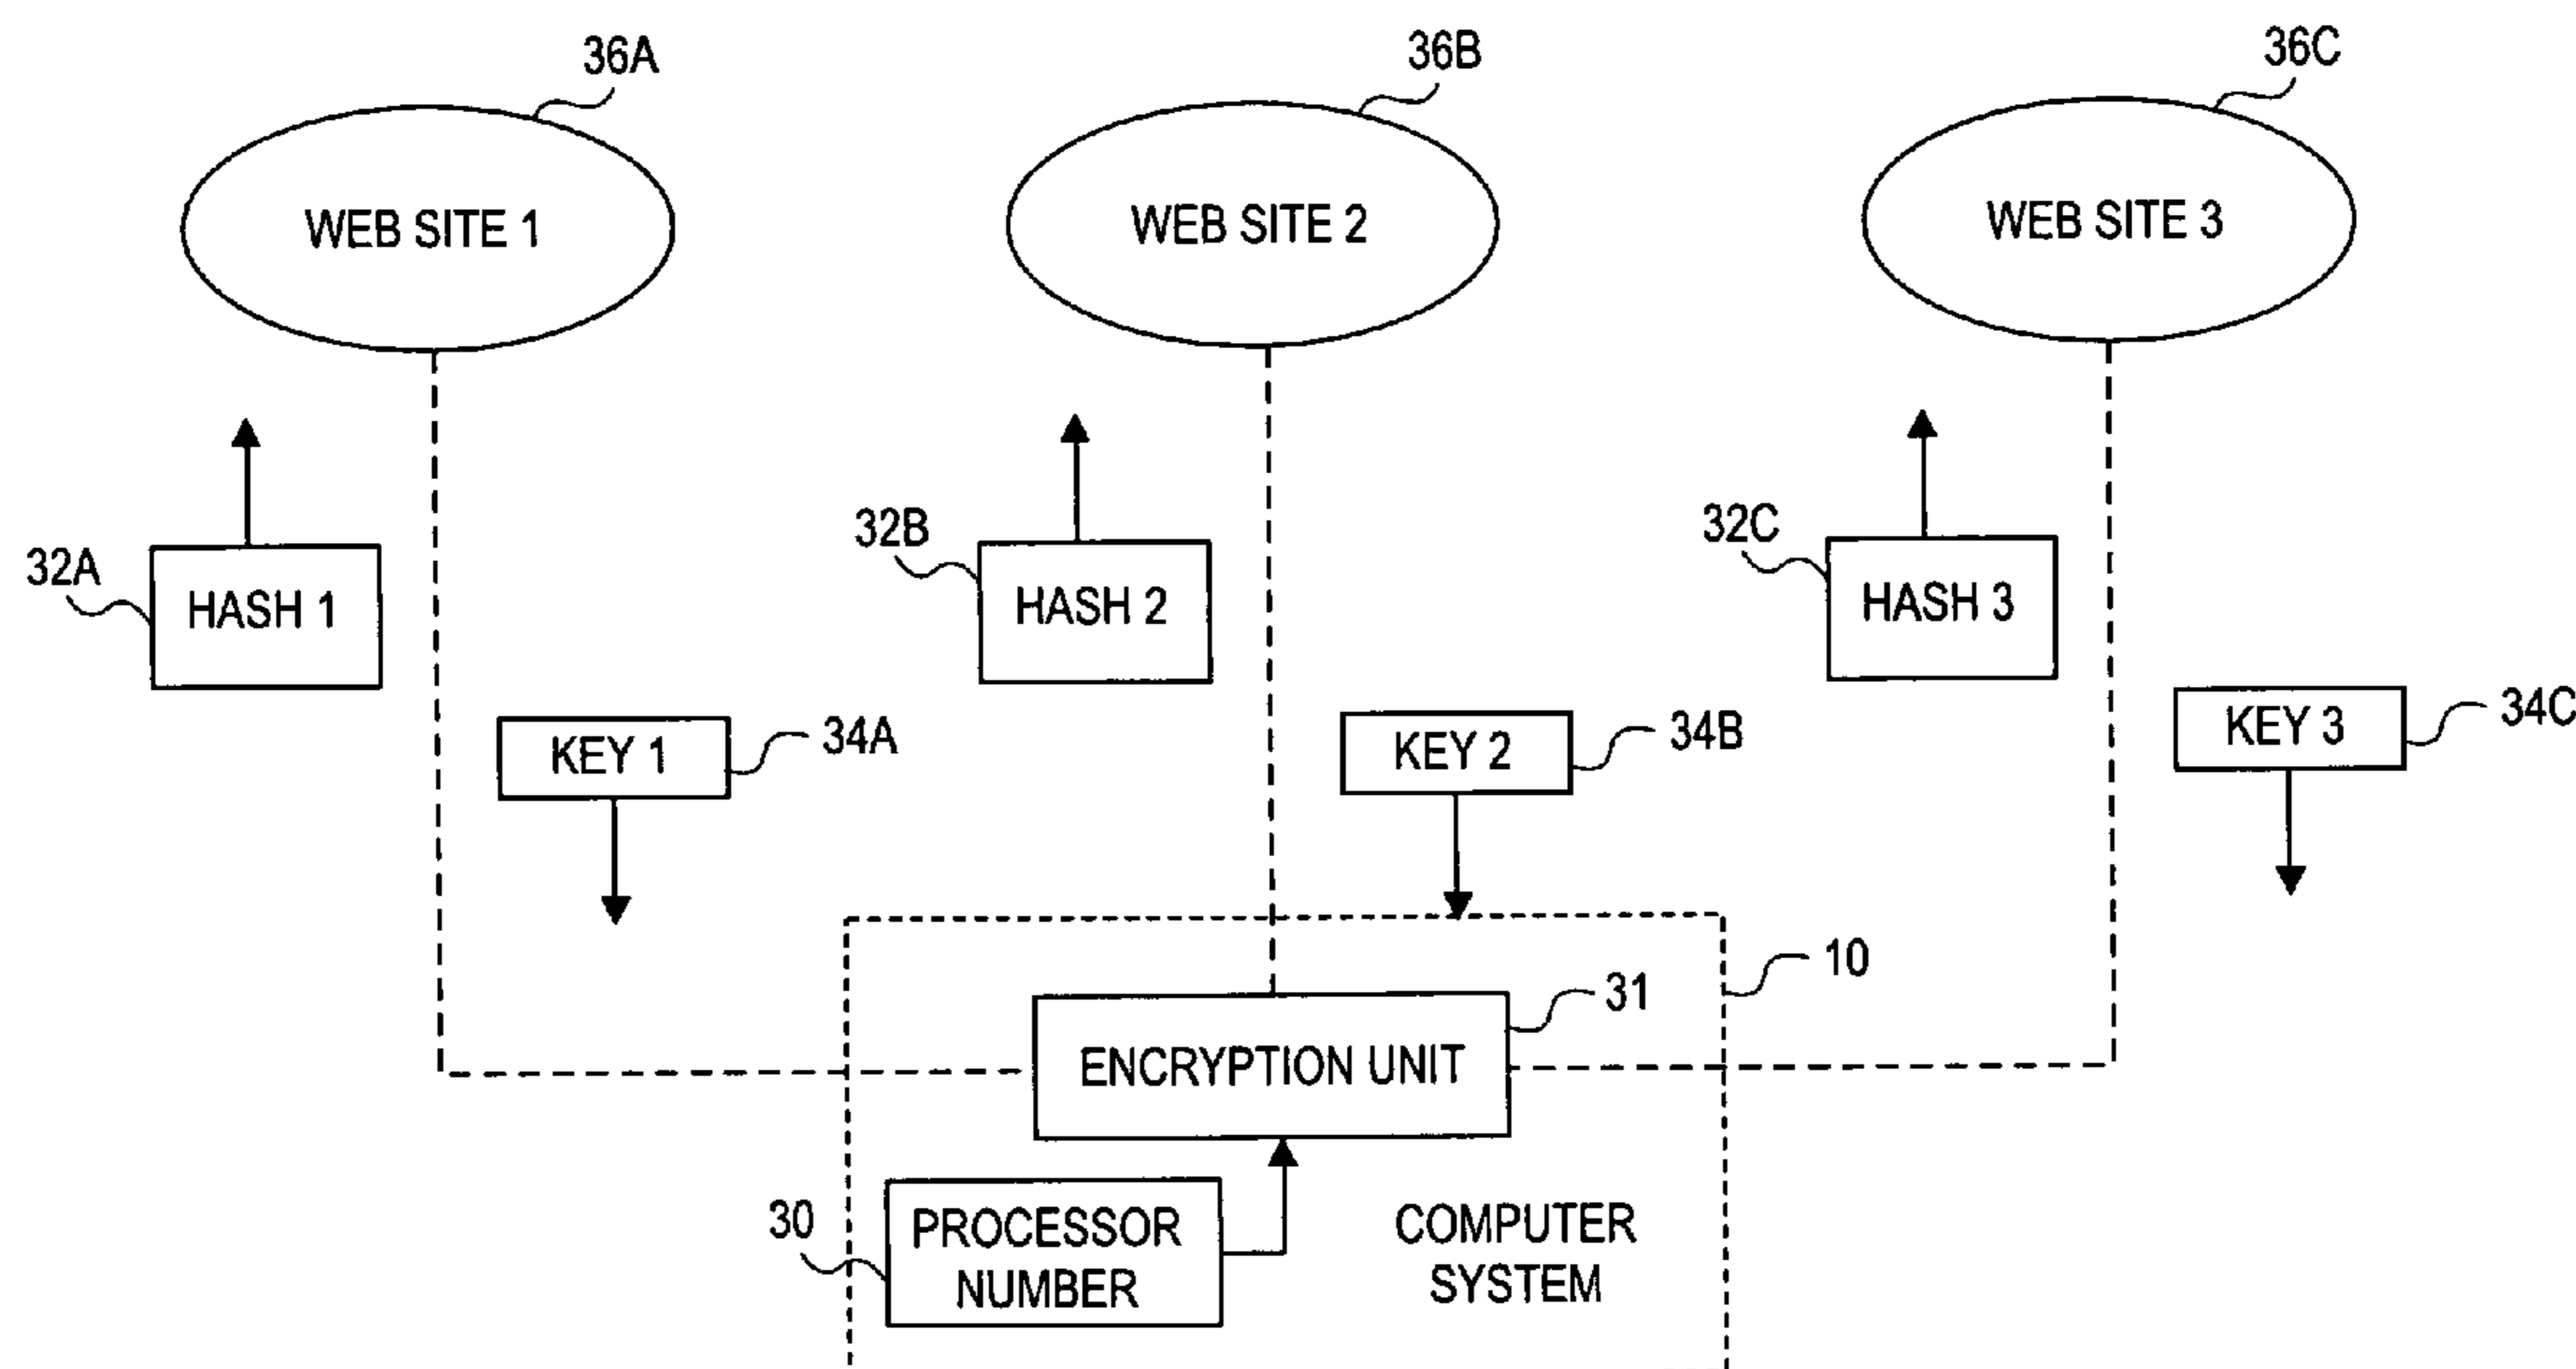 36A
36B
36C
WEB SITE 1
WEB SITE 2
WEB SITE 3
32A
HASH 1
32B
HASH 2
32C
HASH 3
KEY 1
34A
KEY 2
34B
KEY 3
34C
10
31
ENCRYPTION UNIT
30
PROCESSOR
NUMBER
COMPUTER
SYSTEM